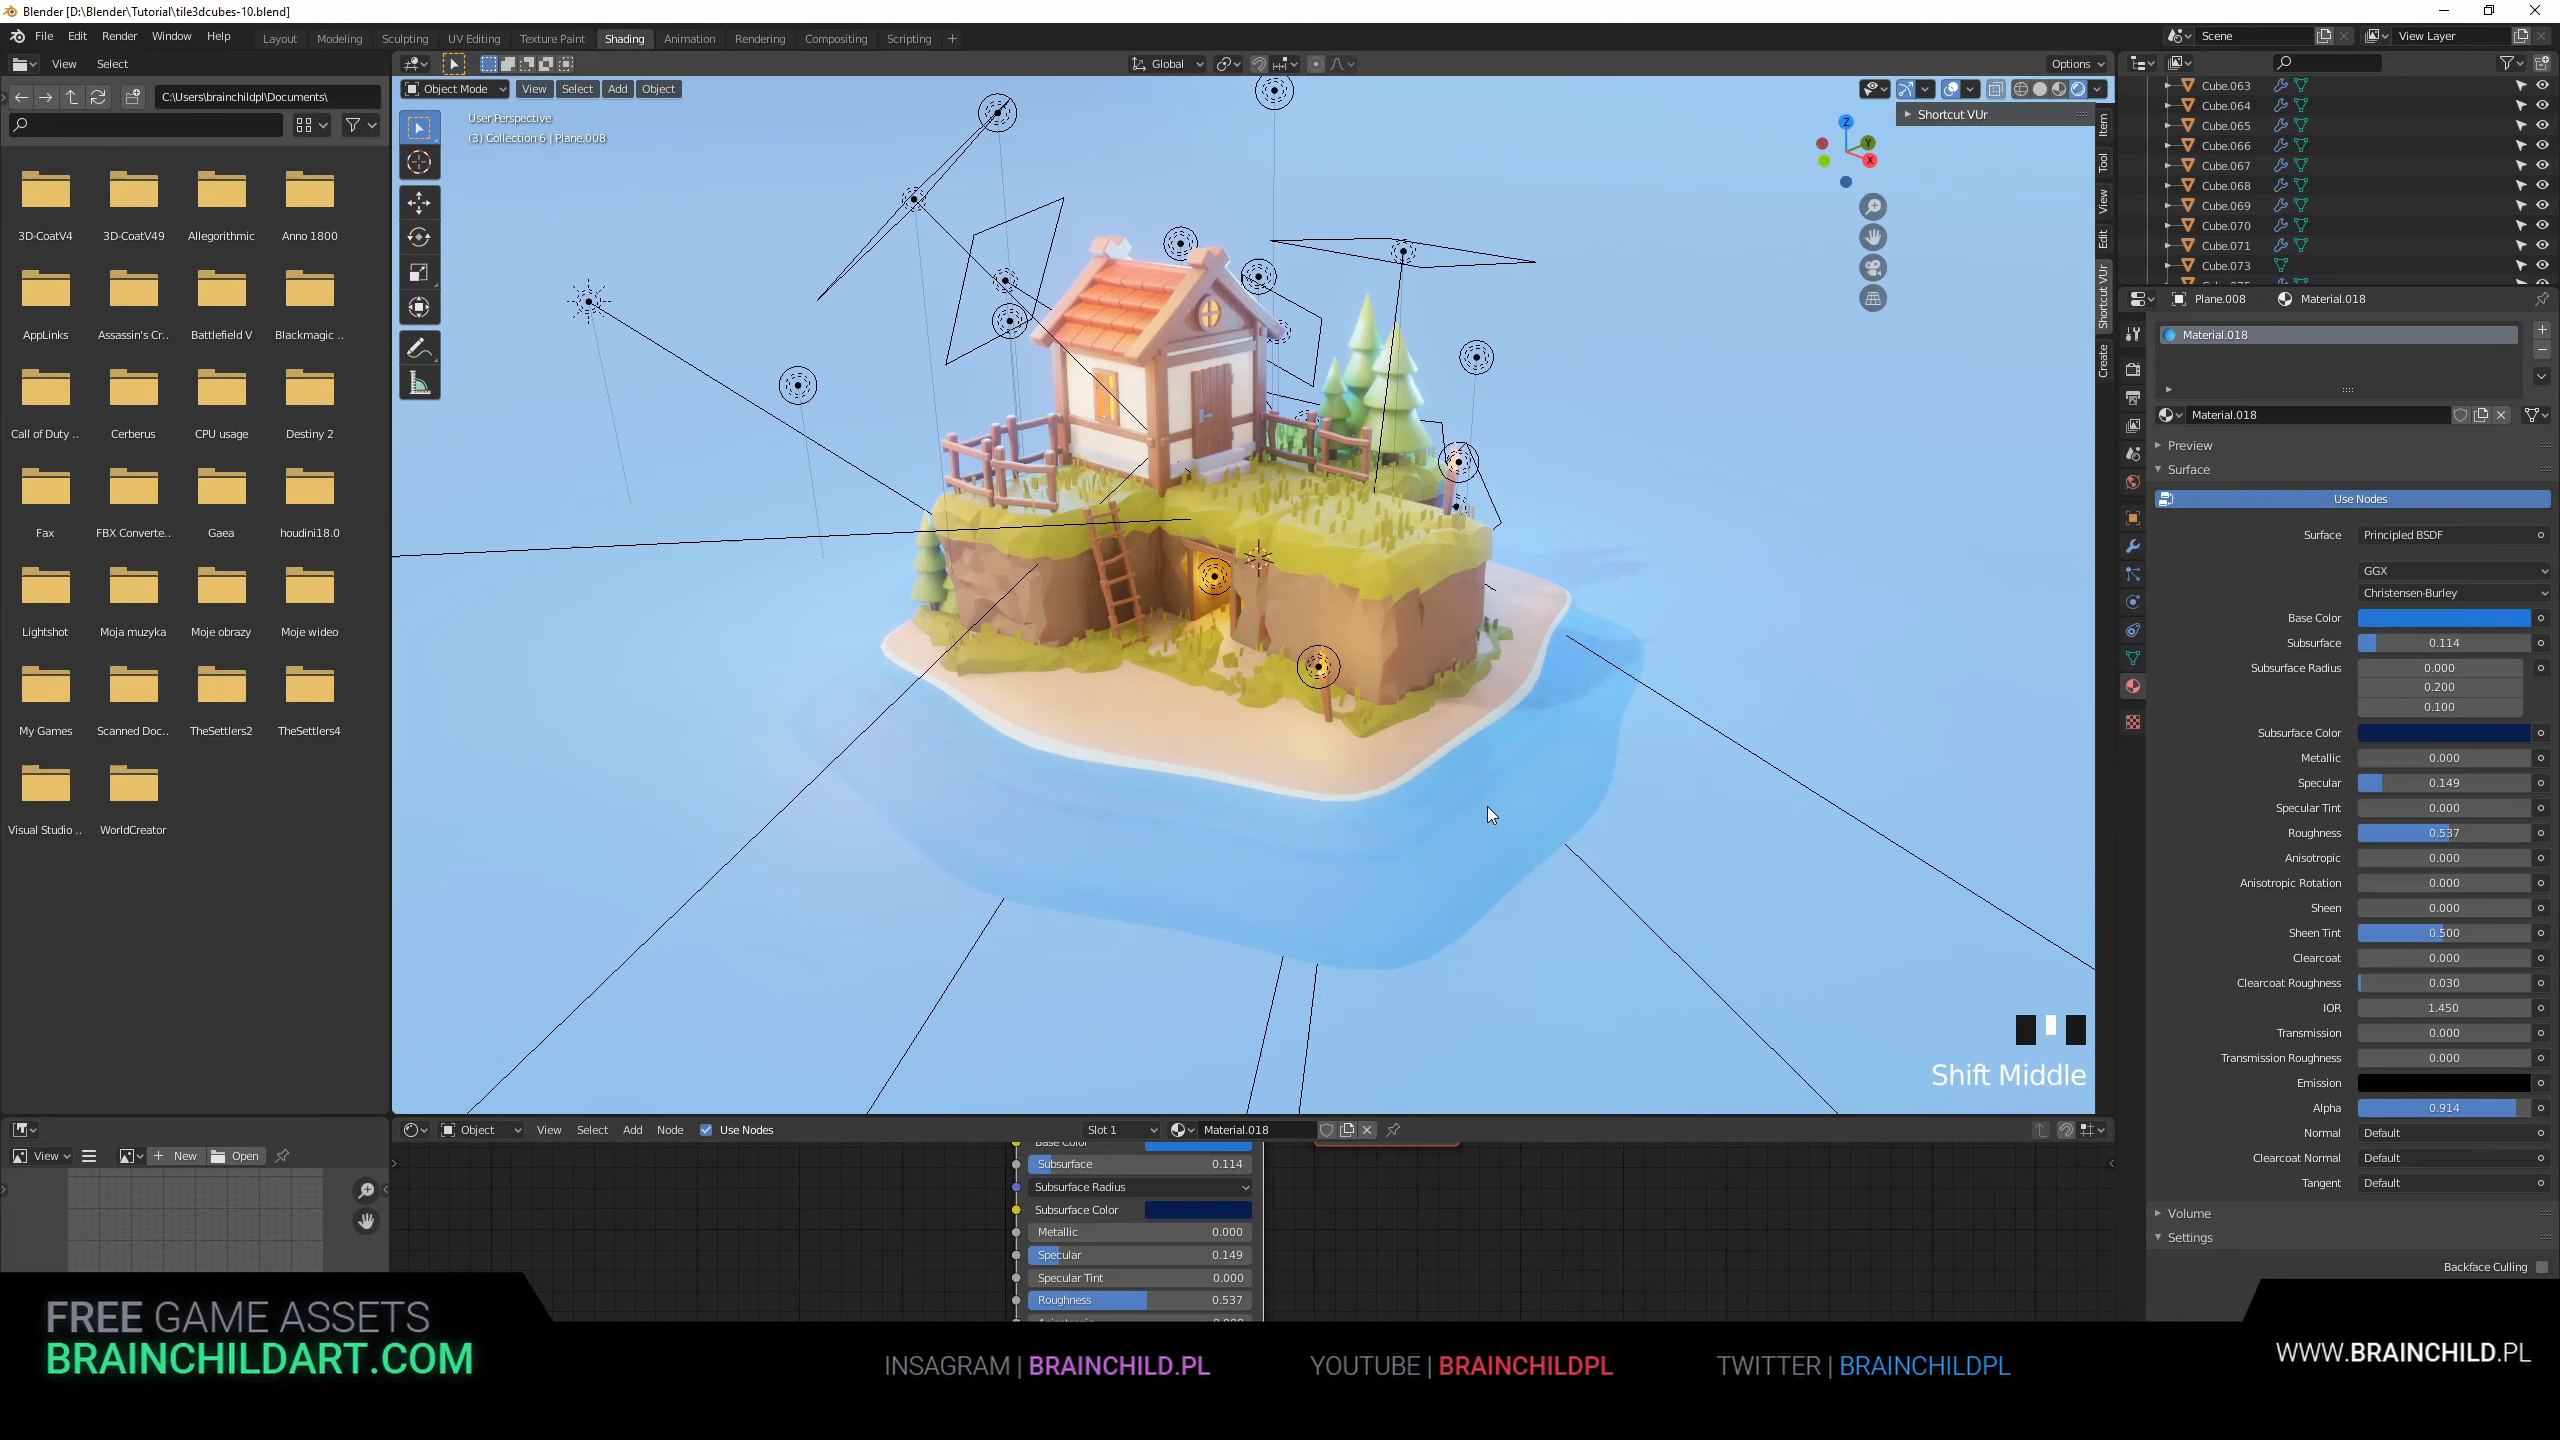 Blender [D:\Blender\Tutorial\tile3dcubes-10.blend]
File Edit Render Window Help
Layout Modeling Sculpting UV Editing Texture Paint Shading Animation Rendering Compositing Scripting +
Scene
View Layer
View Select
C:\Users\brainchildpl\Documents\
3D-CoatV4 3D-CoatV49 Allegorithmic Anno 1800
AppLinks Assassin's Cr.. Battlefield V Blackmagic ..
Call of Duty .. Cerberus CPU usage Destiny 2
Fax FBX Converte.. Gaea houdini18.0
Lightshot Moja muzyka Moje obrazy Moje wideo
My Games Scanned Doc.. TheSettlers2 TheSettlers4
Visual Studio .. WorldCreator
Global
Options
Object Mode View Select Add Object
User Perspective
(3) Collection 6 | Plane.008
Shortcut VUr
Z
Y
X
Item
Tool
View
Edit
Shortcut VUr
Create
Shift Middle
Cube.063
Cube.064
Cube.065
Cube.066
Cube.067
Cube.068
Cube.069
Cube.070
Cube.071
Cube.073
Plane.008 Material.018
Material.018
Material.018
Preview
Surface
Use Nodes
Surface Principled BSDF
GGX
Christensen-Burley
Base Color
Subsurface 0.114
Subsurface Radius 0.000
0.200
0.100
Subsurface Color
Metallic 0.000
Specular 0.149
Specular Tint 0.000
Roughness 0.537
Anisotropic 0.000
Anisotropic Rotation 0.000
Sheen 0.000
Sheen Tint 0.500
Clearcoat 0.000
Clearcoat Roughness 0.030
IOR 1.450
Transmission 0.000
Transmission Roughness 0.000
Emission
Alpha 0.914
Normal Default
Clearcoat Normal Default
Tangent Default
Volume
Settings
Backface Culling
View New Open
Object View Select Add Node Use Nodes Slot 1 Material.018
Base Color
Subsurface 0.114
Subsurface Radius
Subsurface Color
Metallic 0.000
Specular 0.149
Specular Tint 0.000
Roughness 0.537
FREE GAME ASSETS
BRAINCHILDART.COM
INSAGRAM | BRAINCHILD.PL
YOUTUBE | BRAINCHILDPL
TWITTER | BRAINCHILDPL
WWW.BRAINCHILD.PL